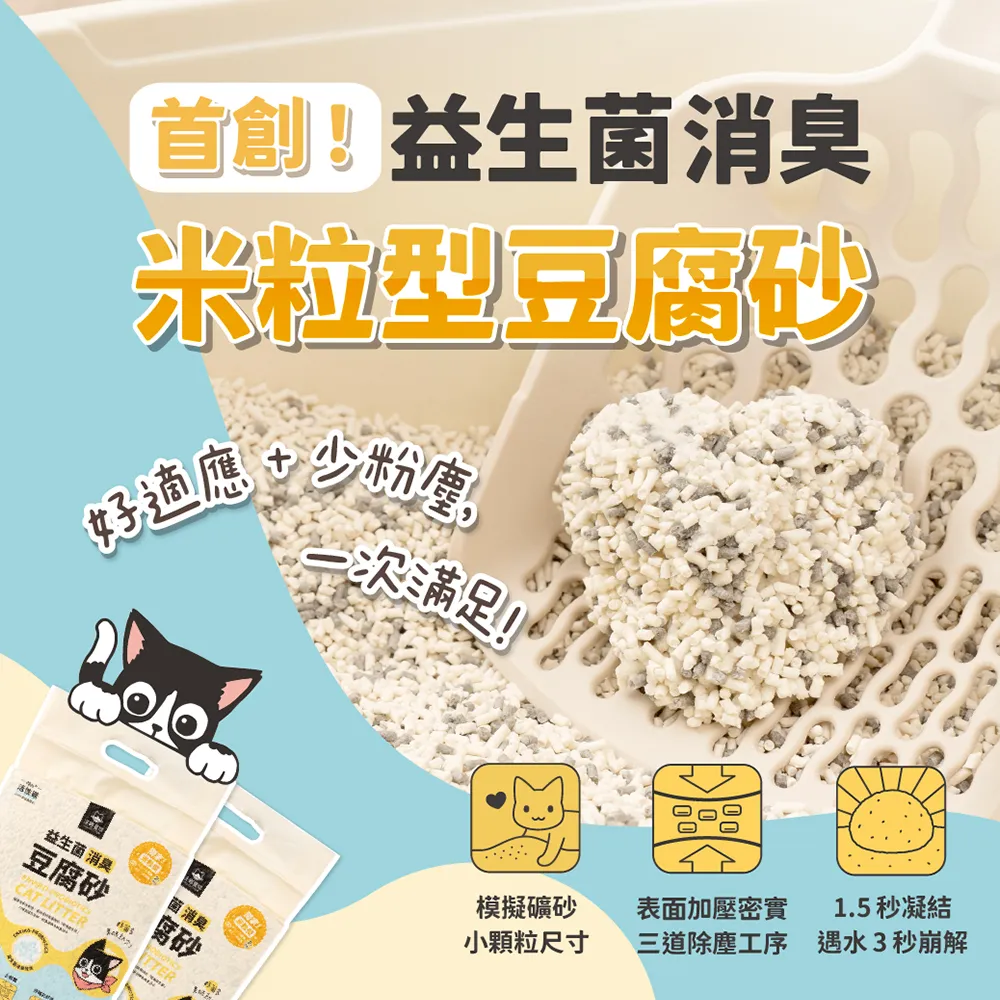 首創！益生菌消臭
米粒型豆腐砂
好適應 + 少粉塵,
一次滿足!
模擬礦砂
小顆粒尺寸
表面加壓密實
三道除塵工序
1.5 秒凝結
遇水 3 秒崩解
益生菌 消臭
豆腐砂
CAT LITTER